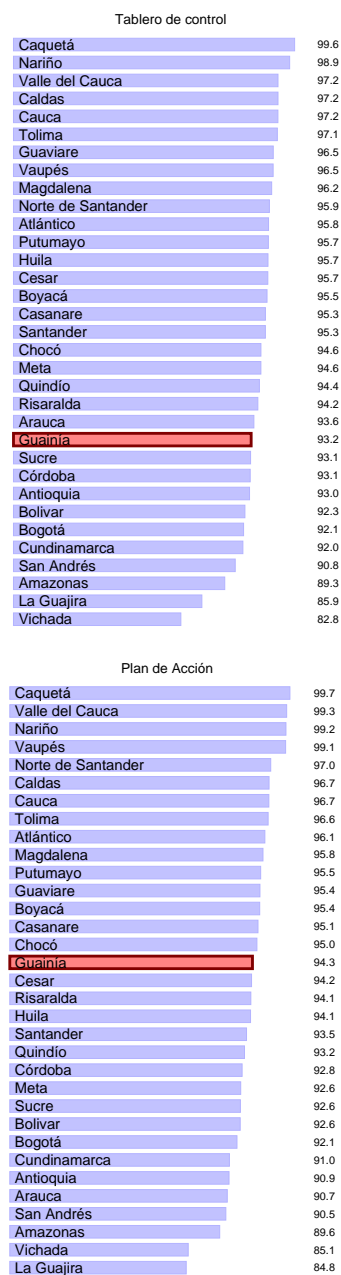 Tablero de control
Caquetá 99.6
Nariño 98.9
Valle del Cauca 97.2
Caldas 97.2
Cauca 97.2
Tolima 97.1
Guaviare 96.5
Vaupés 96.5
Magdalena 96.2
Norte de Santander 95.9
Atlántico 95.8
Putumayo 95.7
Huila 95.7
Cesar 95.7
Boyacá 95.5
Casanare 95.3
Santander 95.3
Chocó 94.6
Meta 94.6
Quindío 94.4
Risaralda 94.2
Arauca 93.6
Guainía 93.2
Sucre 93.1
Córdoba 93.1
Antioquia 93.0
Bolivar 92.3
Bogotá 92.1
Cundinamarca 92.0
San Andrés 90.8
Amazonas 89.3
La Guajira 85.9
Vichada 82.8
Plan de Acción
Caquetá 99.7
Valle del Cauca 99.3
Nariño 99.2
Vaupés 99.1
Norte de Santander 97.0
Caldas 96.7
Cauca 96.7
Tolima 96.6
Atlántico 96.1
Magdalena 95.8
Putumayo 95.5
Guaviare 95.4
Boyacá 95.4
Casanare 95.1
Chocó 95.0
Guainía 94.3
Cesar 94.2
Risaralda 94.1
Huila 94.1
Santander 93.5
Quindío 93.2
Córdoba 92.8
Meta 92.6
Sucre 92.6
Bolivar 92.6
Bogotá 92.1
Cundinamarca 91.0
Antioquia 90.9
Arauca 90.7
San Andrés 90.5
Amazonas 89.6
Vichada 85.1
La Guajira 84.8